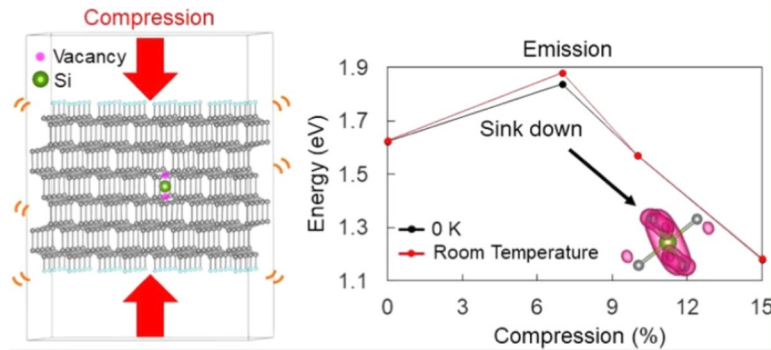 Compression
Vacancy
Si
Emission
Energy (eV)
1.9
1.7
1.5
1.3
1.1
Sink down
0 K
Room Temperature
0
3
6
9
12
15
Compression (%)